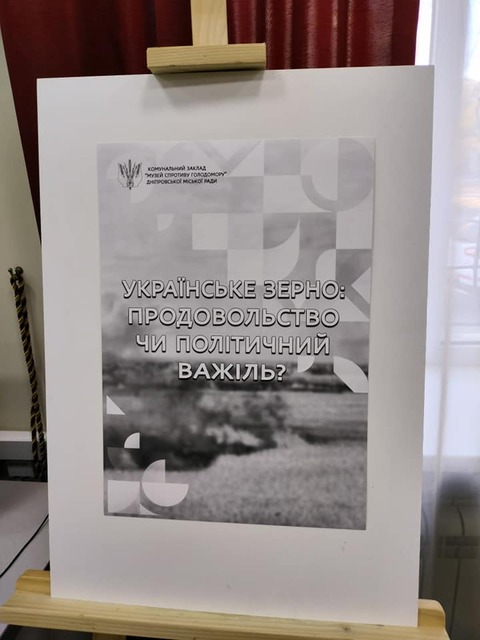 КОМУНАЛЬНИЙ ЗАКЛАД
"МУЗЕЙ СПРОТИВУ ГОЛОДОМОРУ"
ДНІПРОВСЬКОЇ МІСЬКОЇ РАДИ
УКРАЇНСЬКЕ ЗЕРНО:
ПРОДОВОЛЬСТВО
ЧИ ПОЛІТИЧНИЙ
ВАЖІЛЬ?